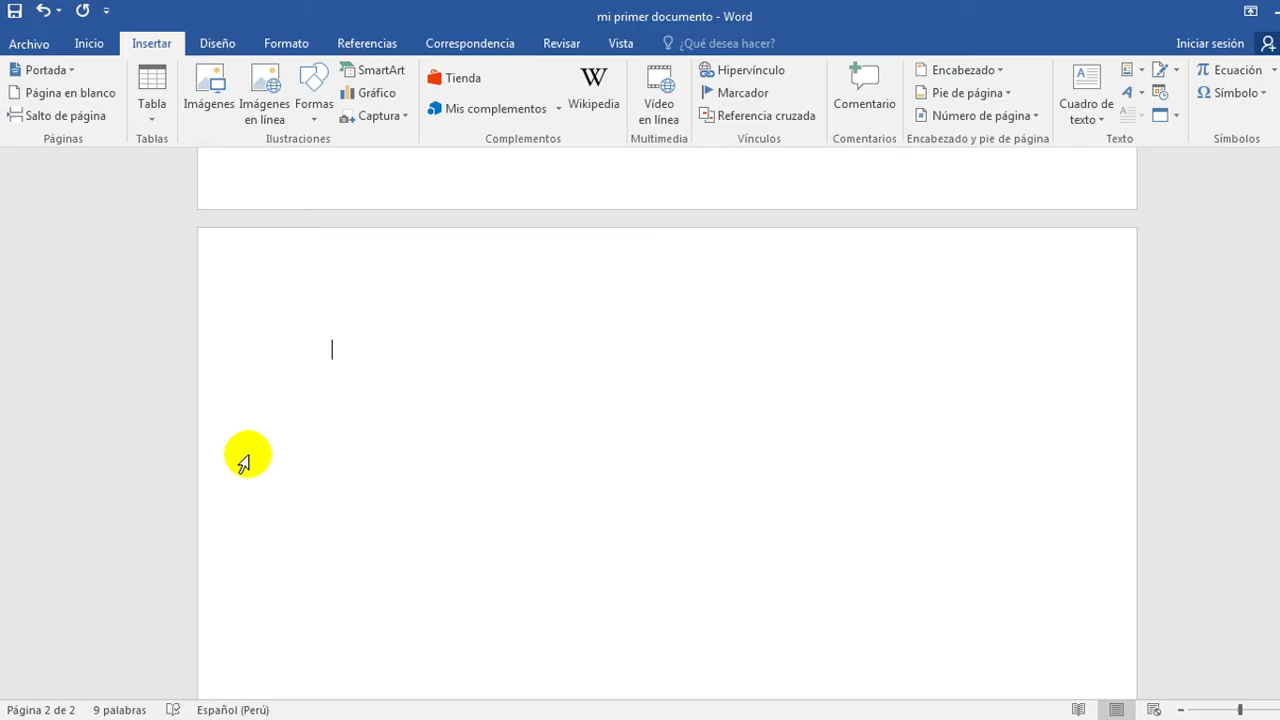 mi primer documento - Word
Archivo Inicio Insertar Diseño Formato Referencias Correspondencia Revisar Vista ¿Qué desea hacer? Iniciar sesión
Portada
Página en blanco
Salto de página
Páginas
Tabla
Tablas
Imágenes
Imágenes
en línea
Formas
SmartArt
Gráfico
Captura
Ilustraciones
Tienda
Mis complementos
W
Wikipedia
Complementos
Vídeo
en línea
Multimedia
Hipervínculo
Marcador
Referencia cruzada
Vínculos
Comentario
Comentarios
Encabezado
Pie de página
Número de página
Encabezado y pie de página
Cuadro de
texto
Texto
π Ecuación
Ω Símbolo
Símbolos
Página 2 de 2 9 palabras Español (Perú)